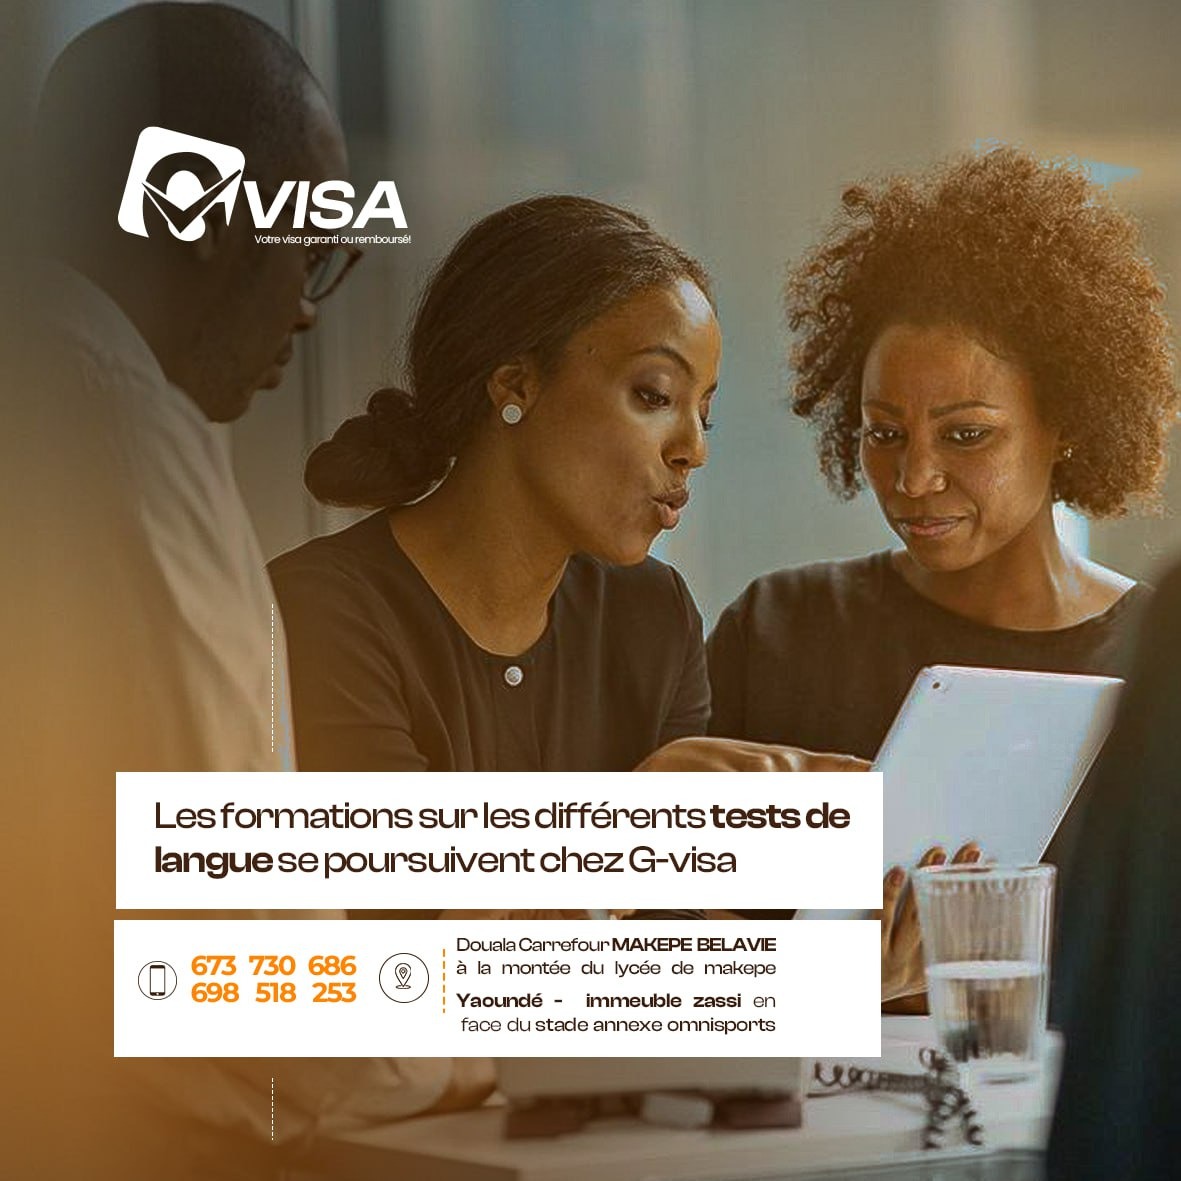 VISA
Votre visa garanti ou remboursé!
Les formations sur les différents tests de
langue se poursuivent chez G-visa
673 730 686
698 518 253
Douala Carrefour MAKEPE BELAVIE
à la montée du lycée de makepe
Yaoundé - immeuble zassi en
face du stade annexe omnisports